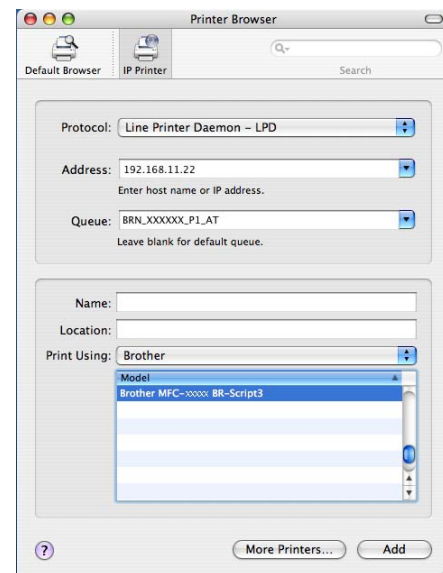 Printer Browser
Default Browser
IP Printer
Q
Search
Protocol: Line Printer Daemon – LPD
Address: 192.168.11.22
Enter host name or IP address.
Queue: BRN_XXXXXX_P1_AT
Leave blank for default queue.
Name:
Location:
Print Using: Brother
Model
Brother MFC-xxxxx BR-Script3
?
More Printers...
Add